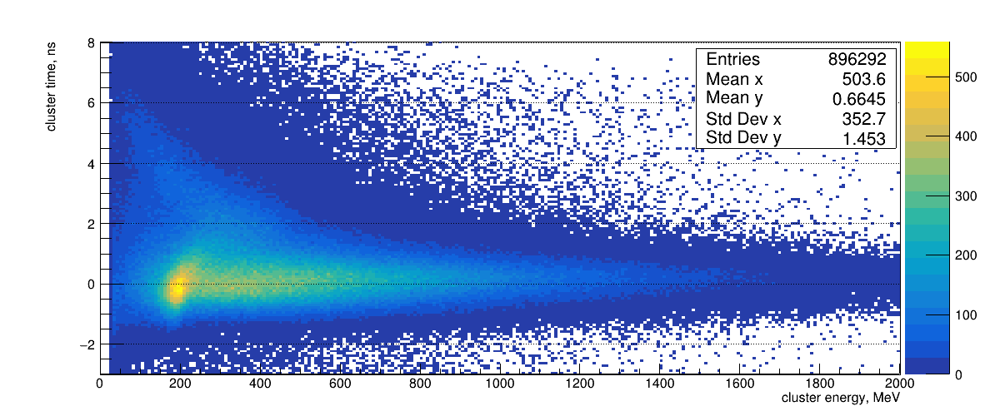 cluster time, ns
8
6
4
2
0
−2
Entries 896292
Mean x 503.6
Mean y 0.6645
Std Dev x 352.7
Std Dev y 1.453
500
400
300
200
100
0
0 200 400 600 800 1000 1200 1400 1600 1800 2000
cluster energy, MeV